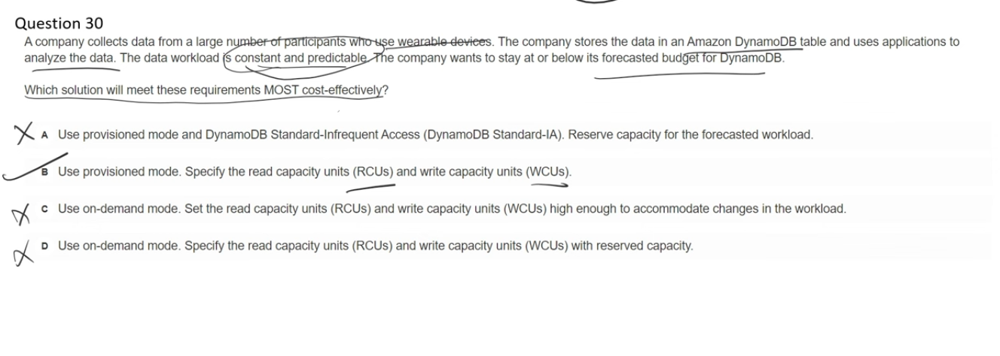 Question 30
A company collects data from a large number of participants who use wearable devices. The company stores the data in an Amazon DynamoDB table and uses applications to
analyze the data. The data workload is constant and predictable. The company wants to stay at or below its forecasted budget for DynamoDB.
Which solution will meet these requirements MOST cost-effectively?
A Use provisioned mode and DynamoDB Standard-Infrequent Access (DynamoDB Standard-IA). Reserve capacity for the forecasted workload.
B Use provisioned mode. Specify the read capacity units (RCUs) and write capacity units (WCUs).
C Use on-demand mode. Set the read capacity units (RCUs) and write capacity units (WCUs) high enough to accommodate changes in the workload.
D Use on-demand mode. Specify the read capacity units (RCUs) and write capacity units (WCUs) with reserved capacity.